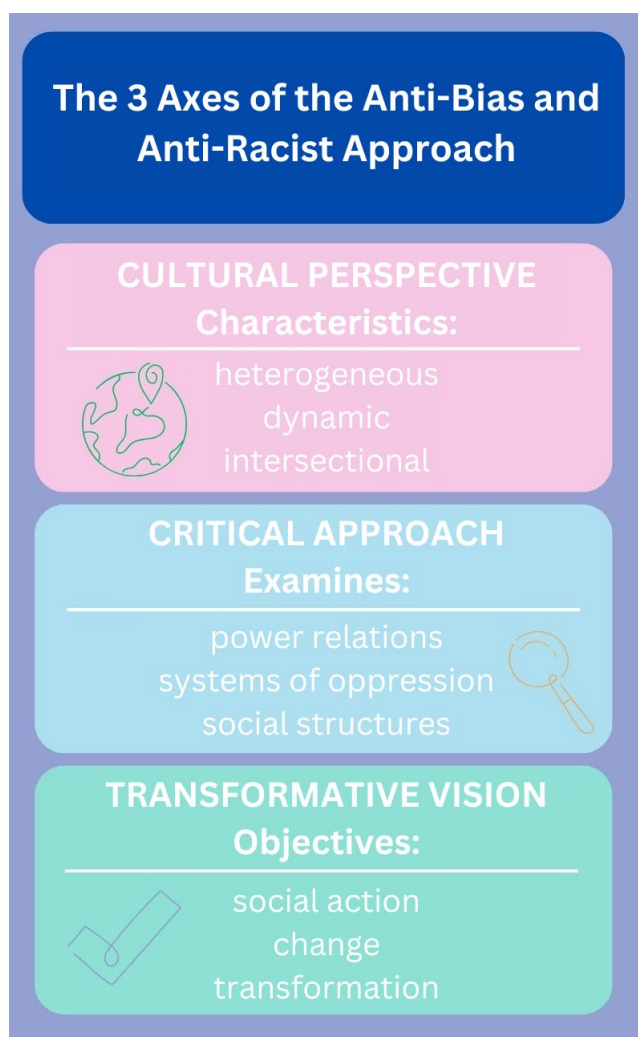 The 3 Axes of the Anti-Bias and
Anti-Racist Approach
CULTURAL PERSPECTIVE
Characteristics:
heterogeneous
dynamic
intersectional
CRITICAL APPROACH
Examines:
power relations
systems of oppression
social structures
TRANSFORMATIVE VISION
Objectives:
social action
change
transformation